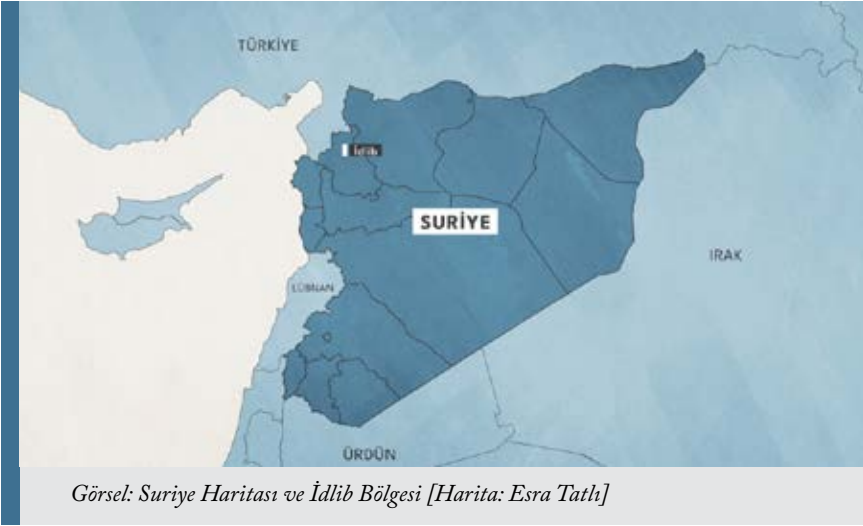 TÜRKİYE
İdlib
SURİYE
IRAK
LÜBNAN
ÜRDÜN
Görsel: Suriye Haritası ve İdlib Bölgesi [Harita: Esra Tatlı]